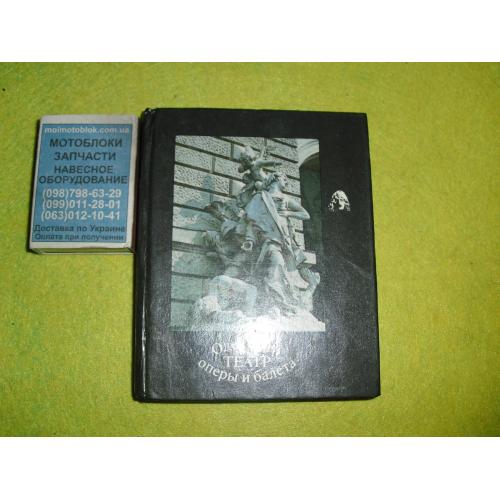 moimotoblok.com.ua
МОТОБЛОКИ
ЗАПЧАСТИ
НАВЕСНОЕ
ОБОРУДОВАНИЕ
(098)798-63-29
(099)011-28-01
(063)012-10-41
Доставка по Украине
Оплата при получении
ТЕАТР
оперы и балета